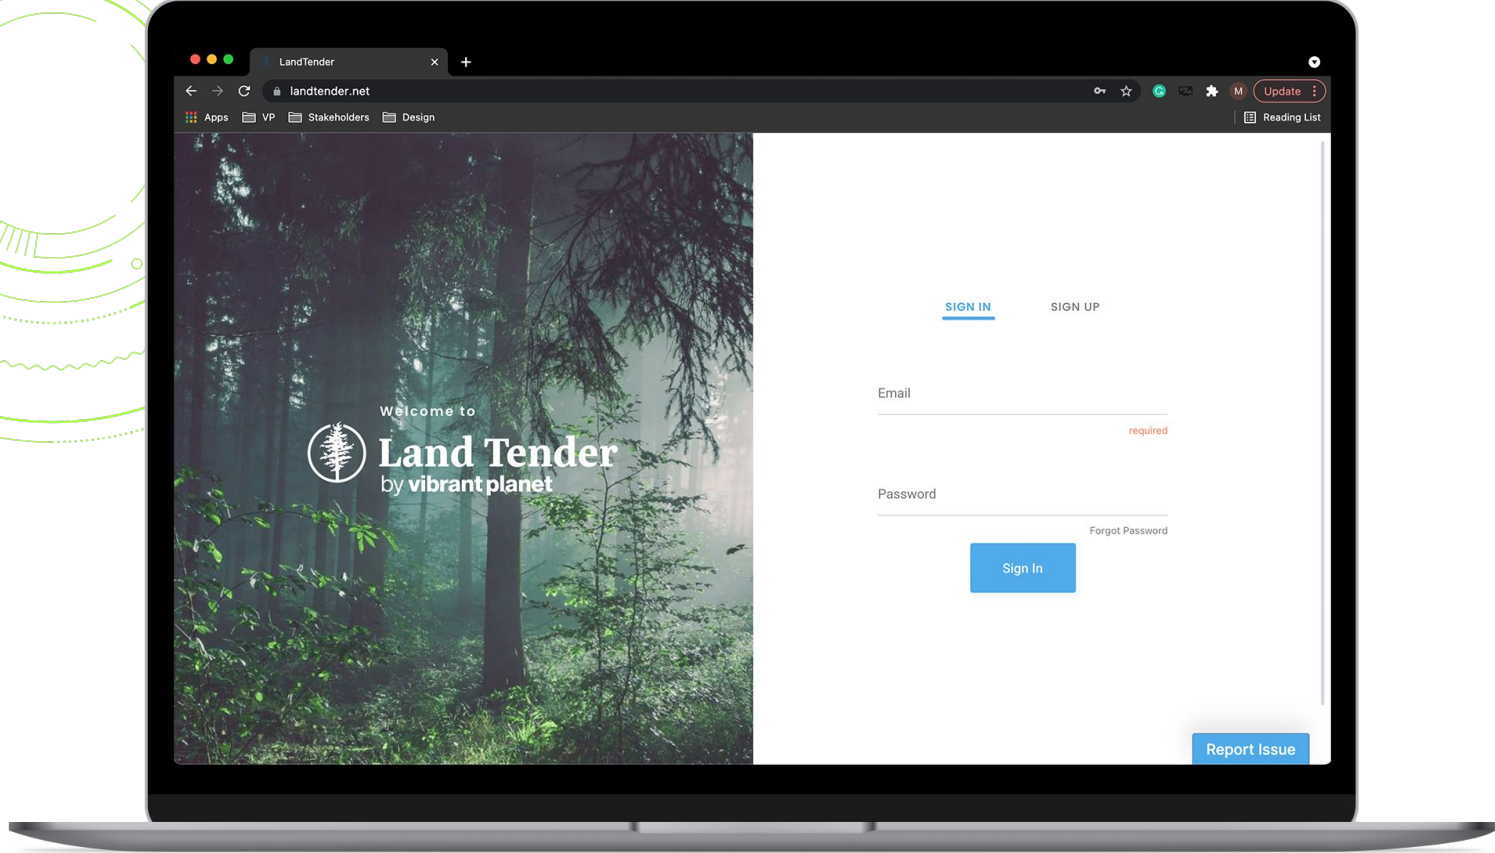 LandTender
landtender.net
M
Update
Apps VP Stakeholders Design
Reading List
Welcome to
Land Tender
by vibrant planet
SIGN IN SIGN UP
Email
required
Password
Forgot Password
Sign In
Report Issue